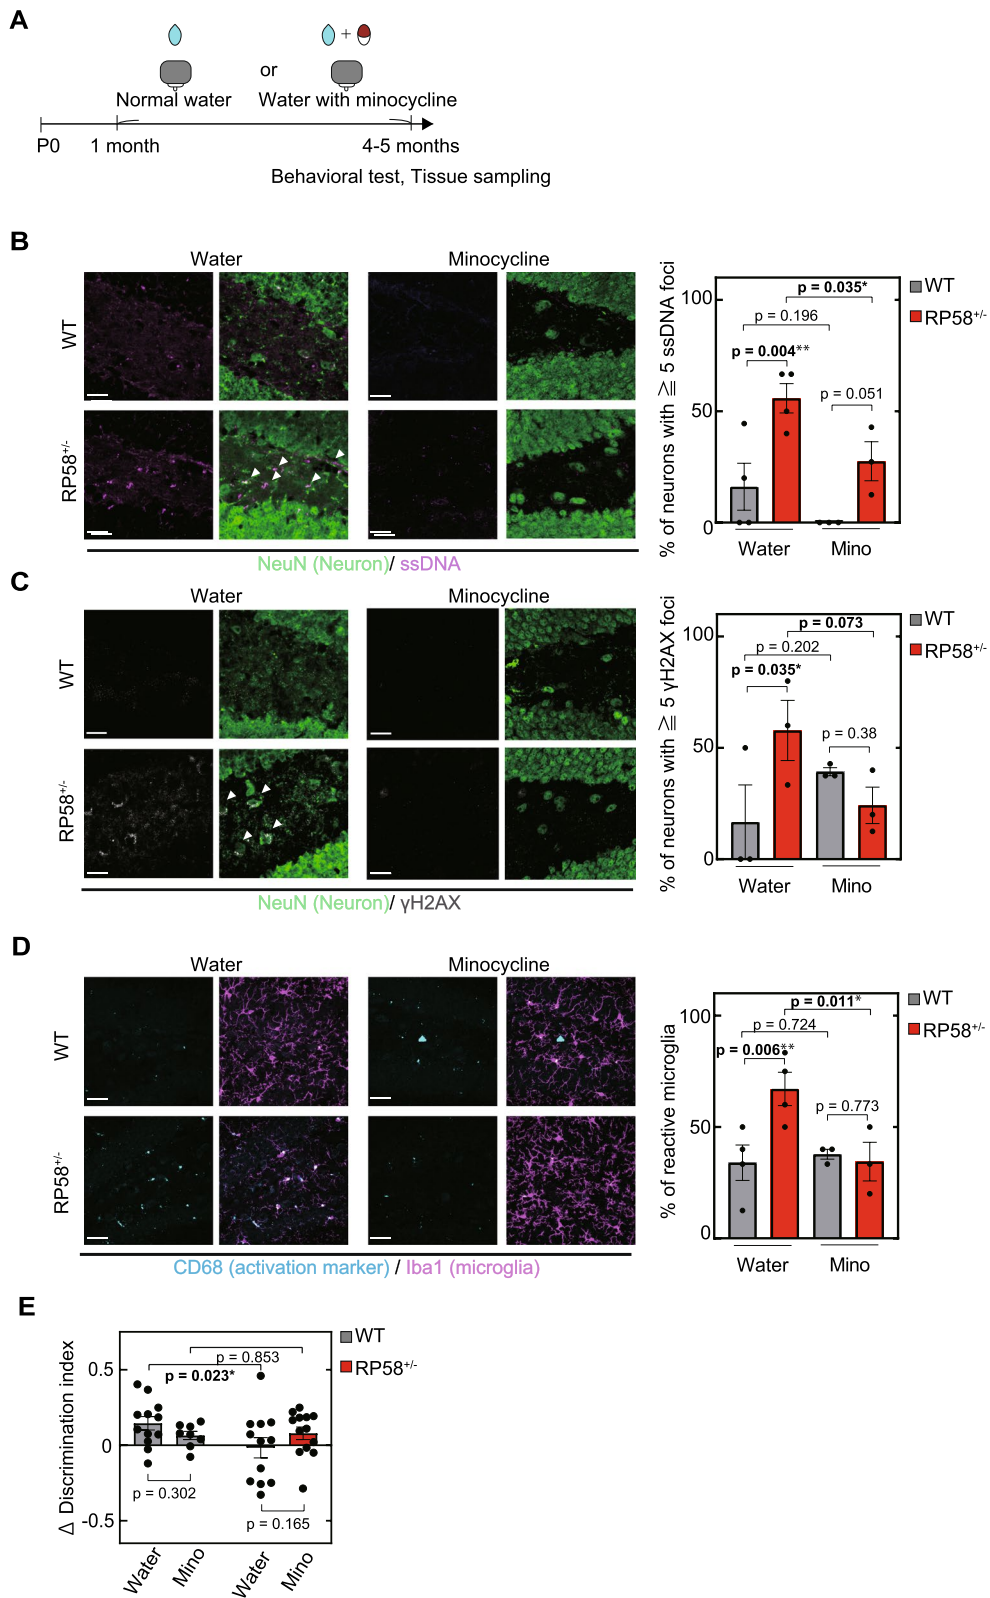 A
+
or
Normal water
Water with minocycline
P0
1 month
4-5 months
Behavioral test, Tissue sampling
B
Water
Minocycline
WT
RP58+/-
NeuN (Neuron)/ ssDNA
% of neurons with ≧ 5 ssDNA foci
100
50
0
p = 0.035*
p = 0.196
p = 0.004**
p = 0.051
Water
Mino
WT
RP58+/-
C
Water
Minocycline
WT
RP58+/-
NeuN (Neuron)/ γH2AX
% of neurons with ≧ 5 γH2AX foci
100
50
0
p = 0.073
p = 0.202
p = 0.035*
p = 0.38
Water
Mino
WT
RP58+/-
D
Water
Minocycline
WT
RP58+/-
CD68 (activation marker) / Iba1 (microglia)
% of reactive microglia
100
50
0
p = 0.011*
p = 0.724
p = 0.006**
p = 0.773
Water
Mino
WT
RP58+/-
E
Δ Discrimination index
0.5
0
-0.5
p = 0.853
p = 0.023*
p = 0.302
p = 0.165
Water
Mino
Water
Mino
WT
RP58+/-